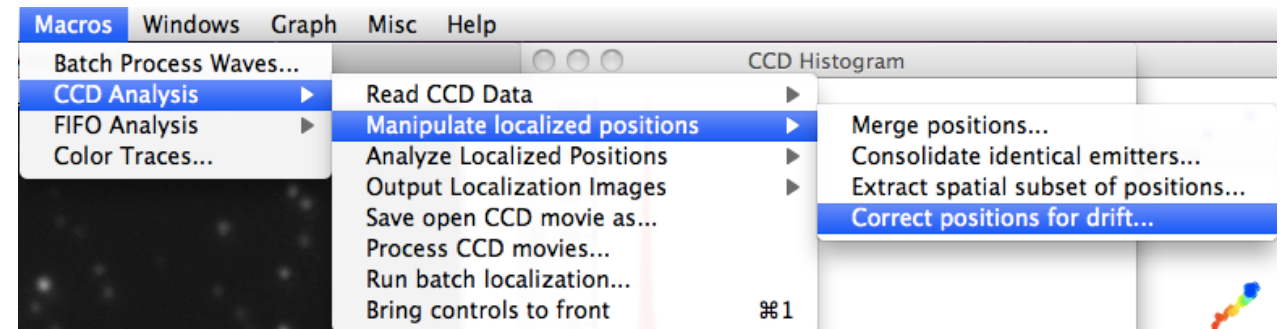 Macros Windows Graph Misc Help
CCD Histogram
Batch Process Waves...
CCD Analysis
FIFO Analysis
Color Traces...
Read CCD Data
Manipulate localized positions
Analyze Localized Positions
Output Localization Images
Save open CCD movie as...
Process CCD movies...
Run batch localization...
Bring controls to front ⌘1
Merge positions...
Consolidate identical emitters...
Extract spatial subset of positions...
Correct positions for drift...